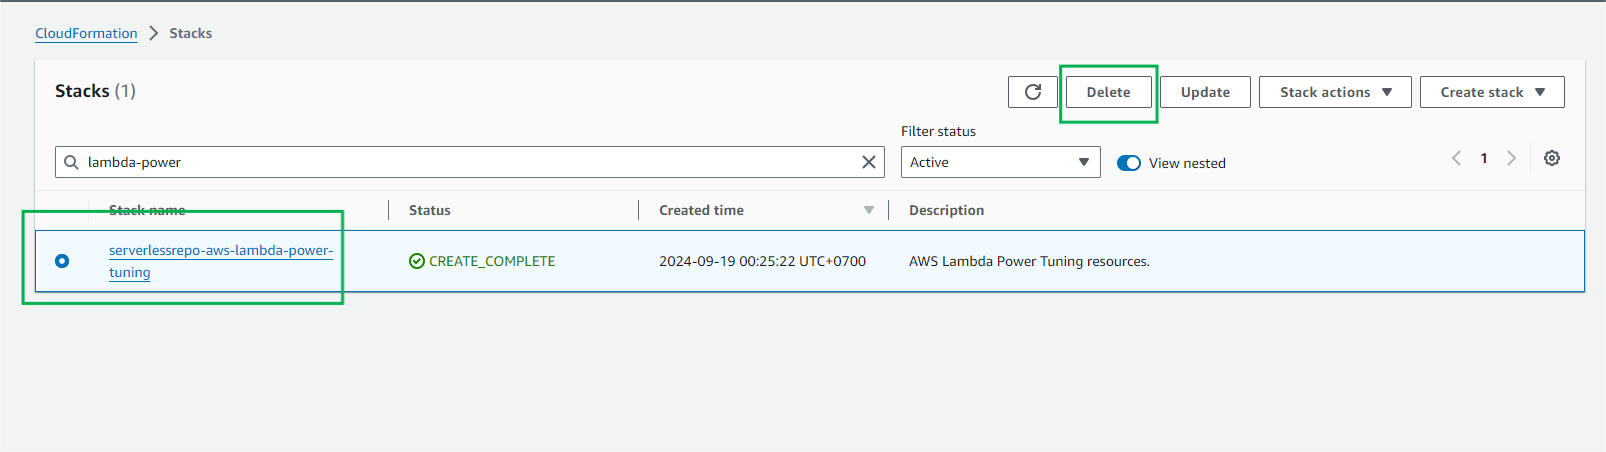 CloudFormation > Stacks
Stacks (1)
Delete
Update
Stack actions
Create stack
Filter status
lambda-power
Active
View nested
1
Stack name
Status
Created time
Description
serverlessrepo-aws-lambda-power-
tuning
CREATE_COMPLETE
2024-09-19 00:25:22 UTC+0700
AWS Lambda Power Tuning resources.